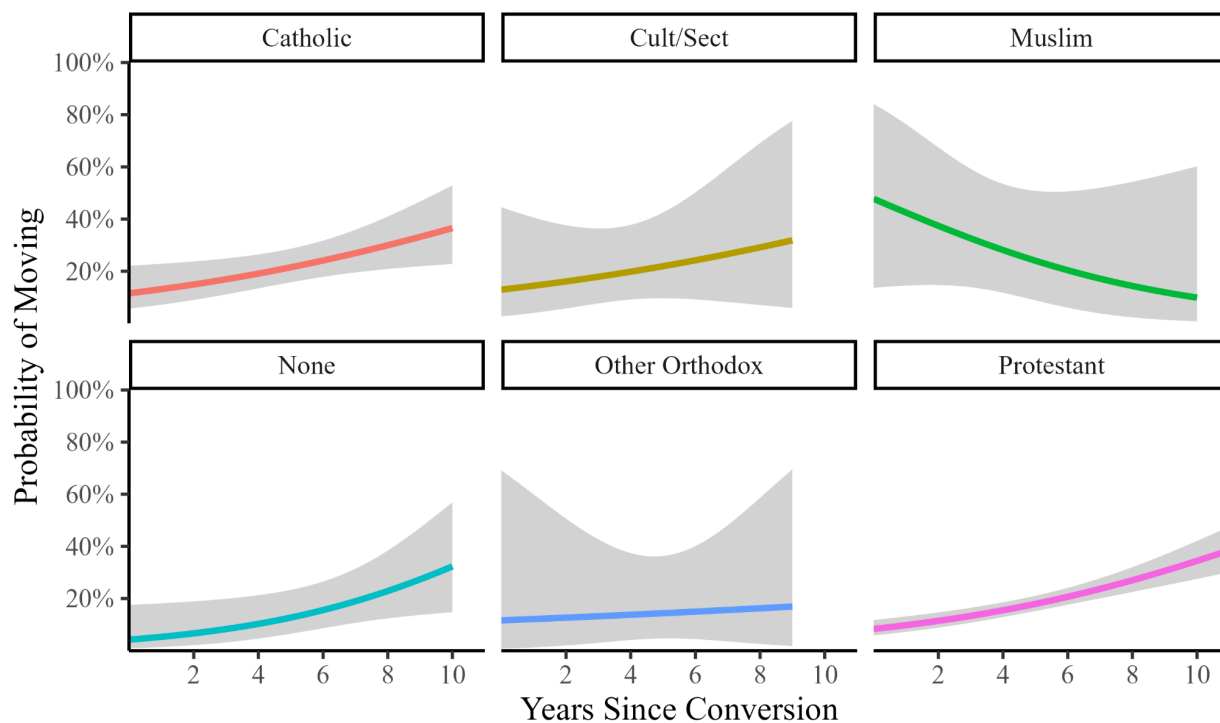 Catholic
Cult/Sect
Muslim
100%
80%
60%
40%
20%
None
Other Orthodox
Protestant
100%
80%
60%
40%
20%
2 4 6 8 10
2 4 6 8 10
2 4 6 8 10
Probability of Moving
Years Since Conversion